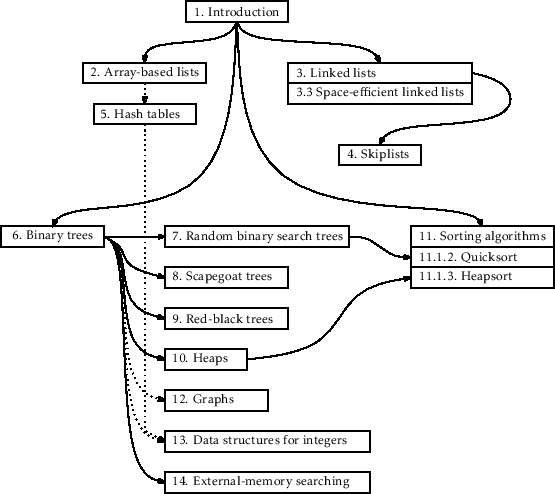 1. Introduction
2. Array-based lists
3. Linked lists
3.3 Space-efficient linked lists
5. Hash tables
4. Skiplists
6. Binary trees
7. Random binary search trees
11. Sorting algorithms
11.1.2. Quicksort
11.1.3. Heapsort
8. Scapegoat trees
9. Red-black trees
10. Heaps
12. Graphs
13. Data structures for integers
14. External-memory searching